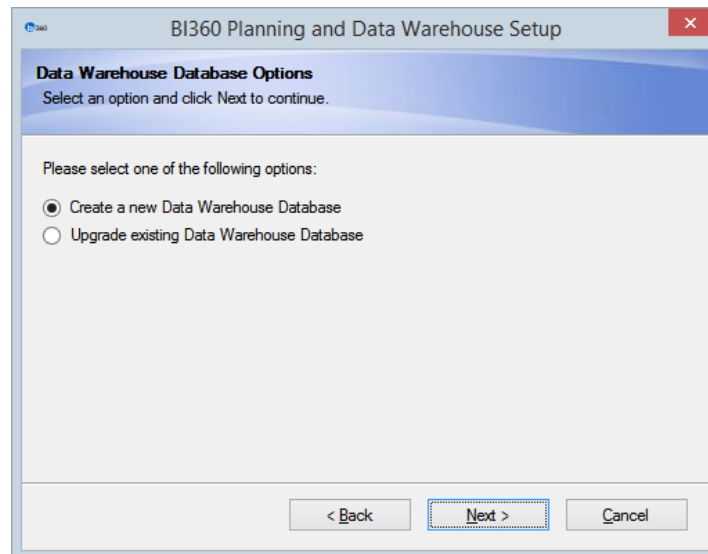 bi360
BI360 Planning and Data Warehouse Setup
Data Warehouse Database Options
Select an option and click Next to continue.
Please select one of the following options:
Create a new Data Warehouse Database
Upgrade existing Data Warehouse Database
< Back
Next >
Cancel